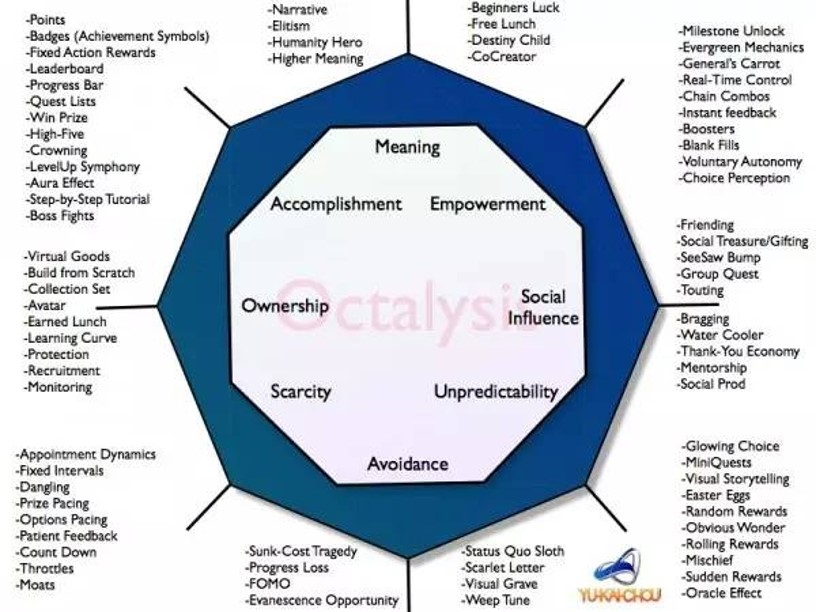 -Narrative
-Elitism
-Humanity Hero
-Higher Meaning
-Beginners Luck
-Free Lunch
-Destiny Child
-CoCreator
-Points
-Badges (Achievement Symbols)
-Fixed Action Rewards
-Leaderboard
-Progress Bar
-Quest Lists
-Win Prize
-High-Five
-Crowning
-LevelUp Symphony
-Aura Effect
-Step-by-Step Tutorial
-Boss Fights
-Milestone Unlock
-Evergreen Mechanics
-General's Carrot
-Real-Time Control
-Chain Combos
-Instant feedback
-Boosters
-Blank Fills
-Voluntary Autonomy
-Choice Perception
Meaning
Accomplishment
Empowerment
Ownership
Octalysis
Social
Influence
Scarcity
Unpredictability
Avoidance
-Virtual Goods
-Build from Scratch
-Collection Set
-Avatar
-Earned Lunch
-Learning Curve
-Protection
-Recruitment
-Monitoring
-Friending
-Social Treasure/Gifting
-SeeSaw Bump
-Group Quest
-Touting
-Bragging
-Water Cooler
-Thank-You Economy
-Mentorship
-Social Prod
-Appointment Dynamics
-Fixed Intervals
-Dangling
-Prize Pacing
-Options Pacing
-Patient Feedback
-Count Down
-Throttles
-Moats
-Sunk-Cost Tragedy
-Progress Loss
-FOMO
-Evanescence Opportunity
-Status Quo Sloth
-Scarlet Letter
-Visual Grave
-Weep Tune
-Glowing Choice
-MiniQuests
-Visual Storytelling
-Easter Eggs
-Random Rewards
-Obvious Wonder
-Rolling Rewards
-Mischief
-Sudden Rewards
-Oracle Effect
YU-KAI CHOU